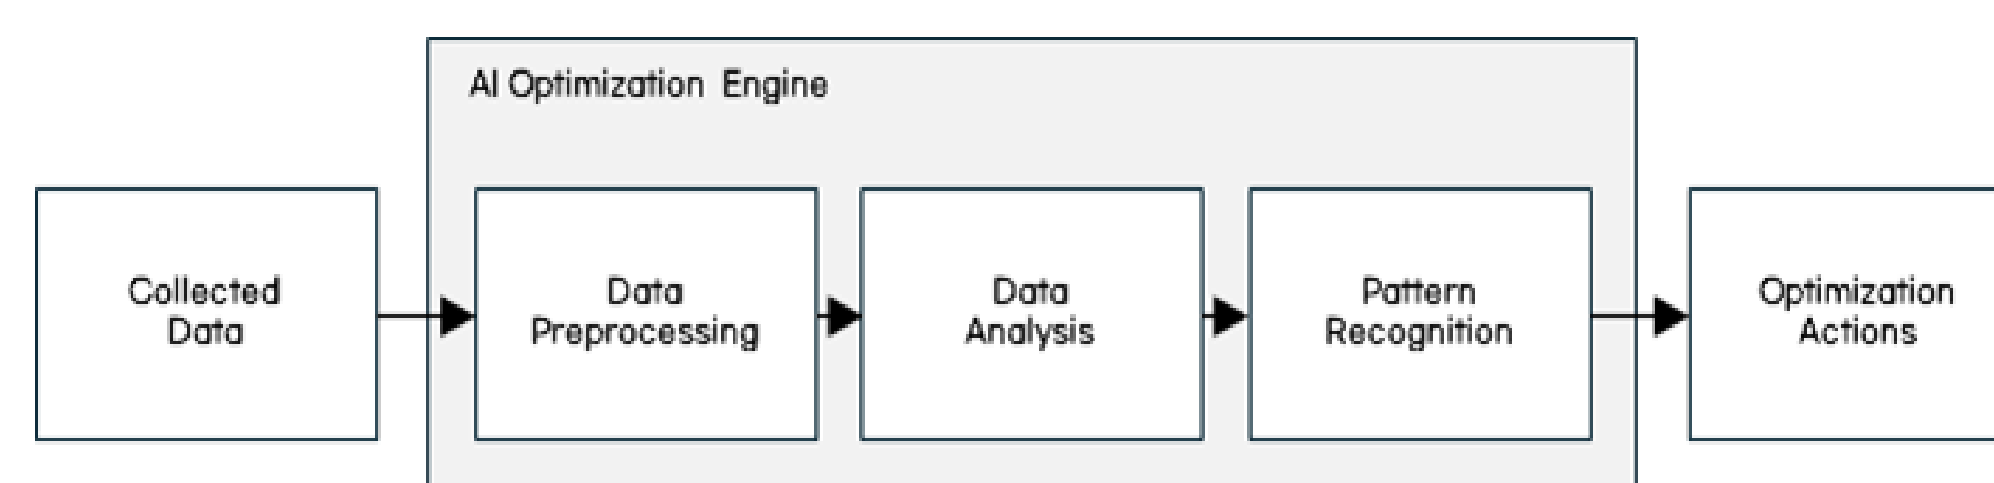 AI Optimization Engine
Collected
Data
Data
Preprocessing
Data
Analysis
Pattern
Recognition
Optimization
Actions